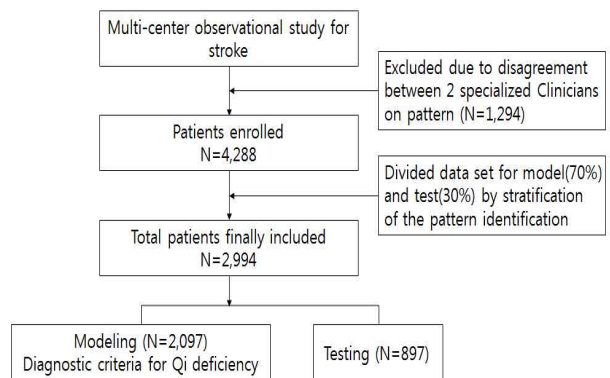 Multi-center observational study for
stroke
Excluded due to disagreement
between 2 specialized Clinicians
on pattern (N=1,294)
Patients enrolled
N=4,288
Divided data set for model(70%)
and test(30%) by stratification
of the pattern identification
Total patients finally included
N=2,994
Modeling (N=2,097)
Diagnostic criteria for Qi deficiency
Testing (N=897)